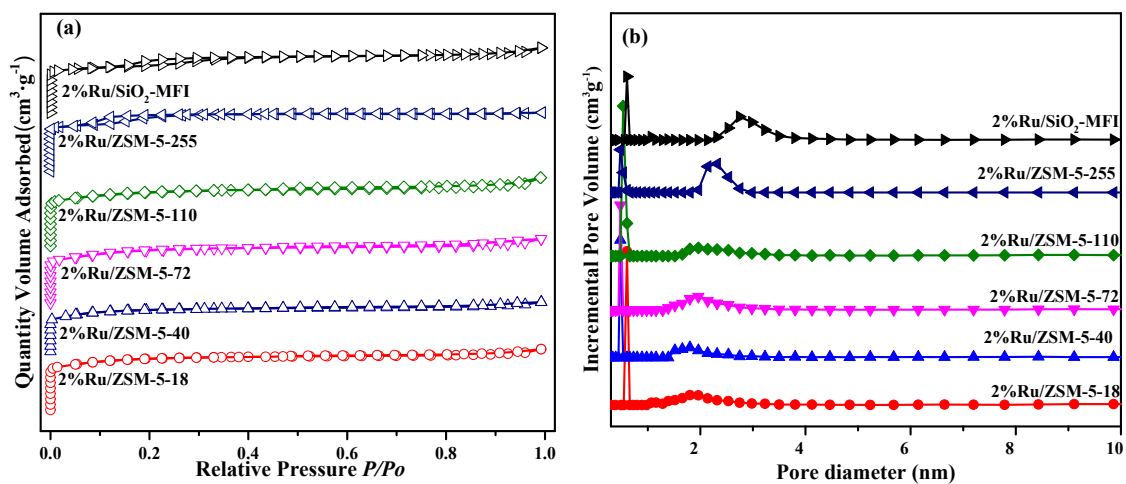 (a)
2%Ru/SiO₂-MFI
2%Ru/ZSM-5-255
2%Ru/ZSM-5-110
2%Ru/ZSM-5-72
2%Ru/ZSM-5-40
2%Ru/ZSM-5-18
Quantity Volume Adsorbed (cm³·g⁻¹)
0.0 0.2 0.4 0.6 0.8 1.0
Relative Pressure P/Po
(b)
2%Ru/SiO₂-MFI
2%Ru/ZSM-5-255
2%Ru/ZSM-5-110
2%Ru/ZSM-5-72
2%Ru/ZSM-5-40
2%Ru/ZSM-5-18
Incremental Pore Volume (cm³g⁻¹)
2 4 6 8 10
Pore diameter (nm)